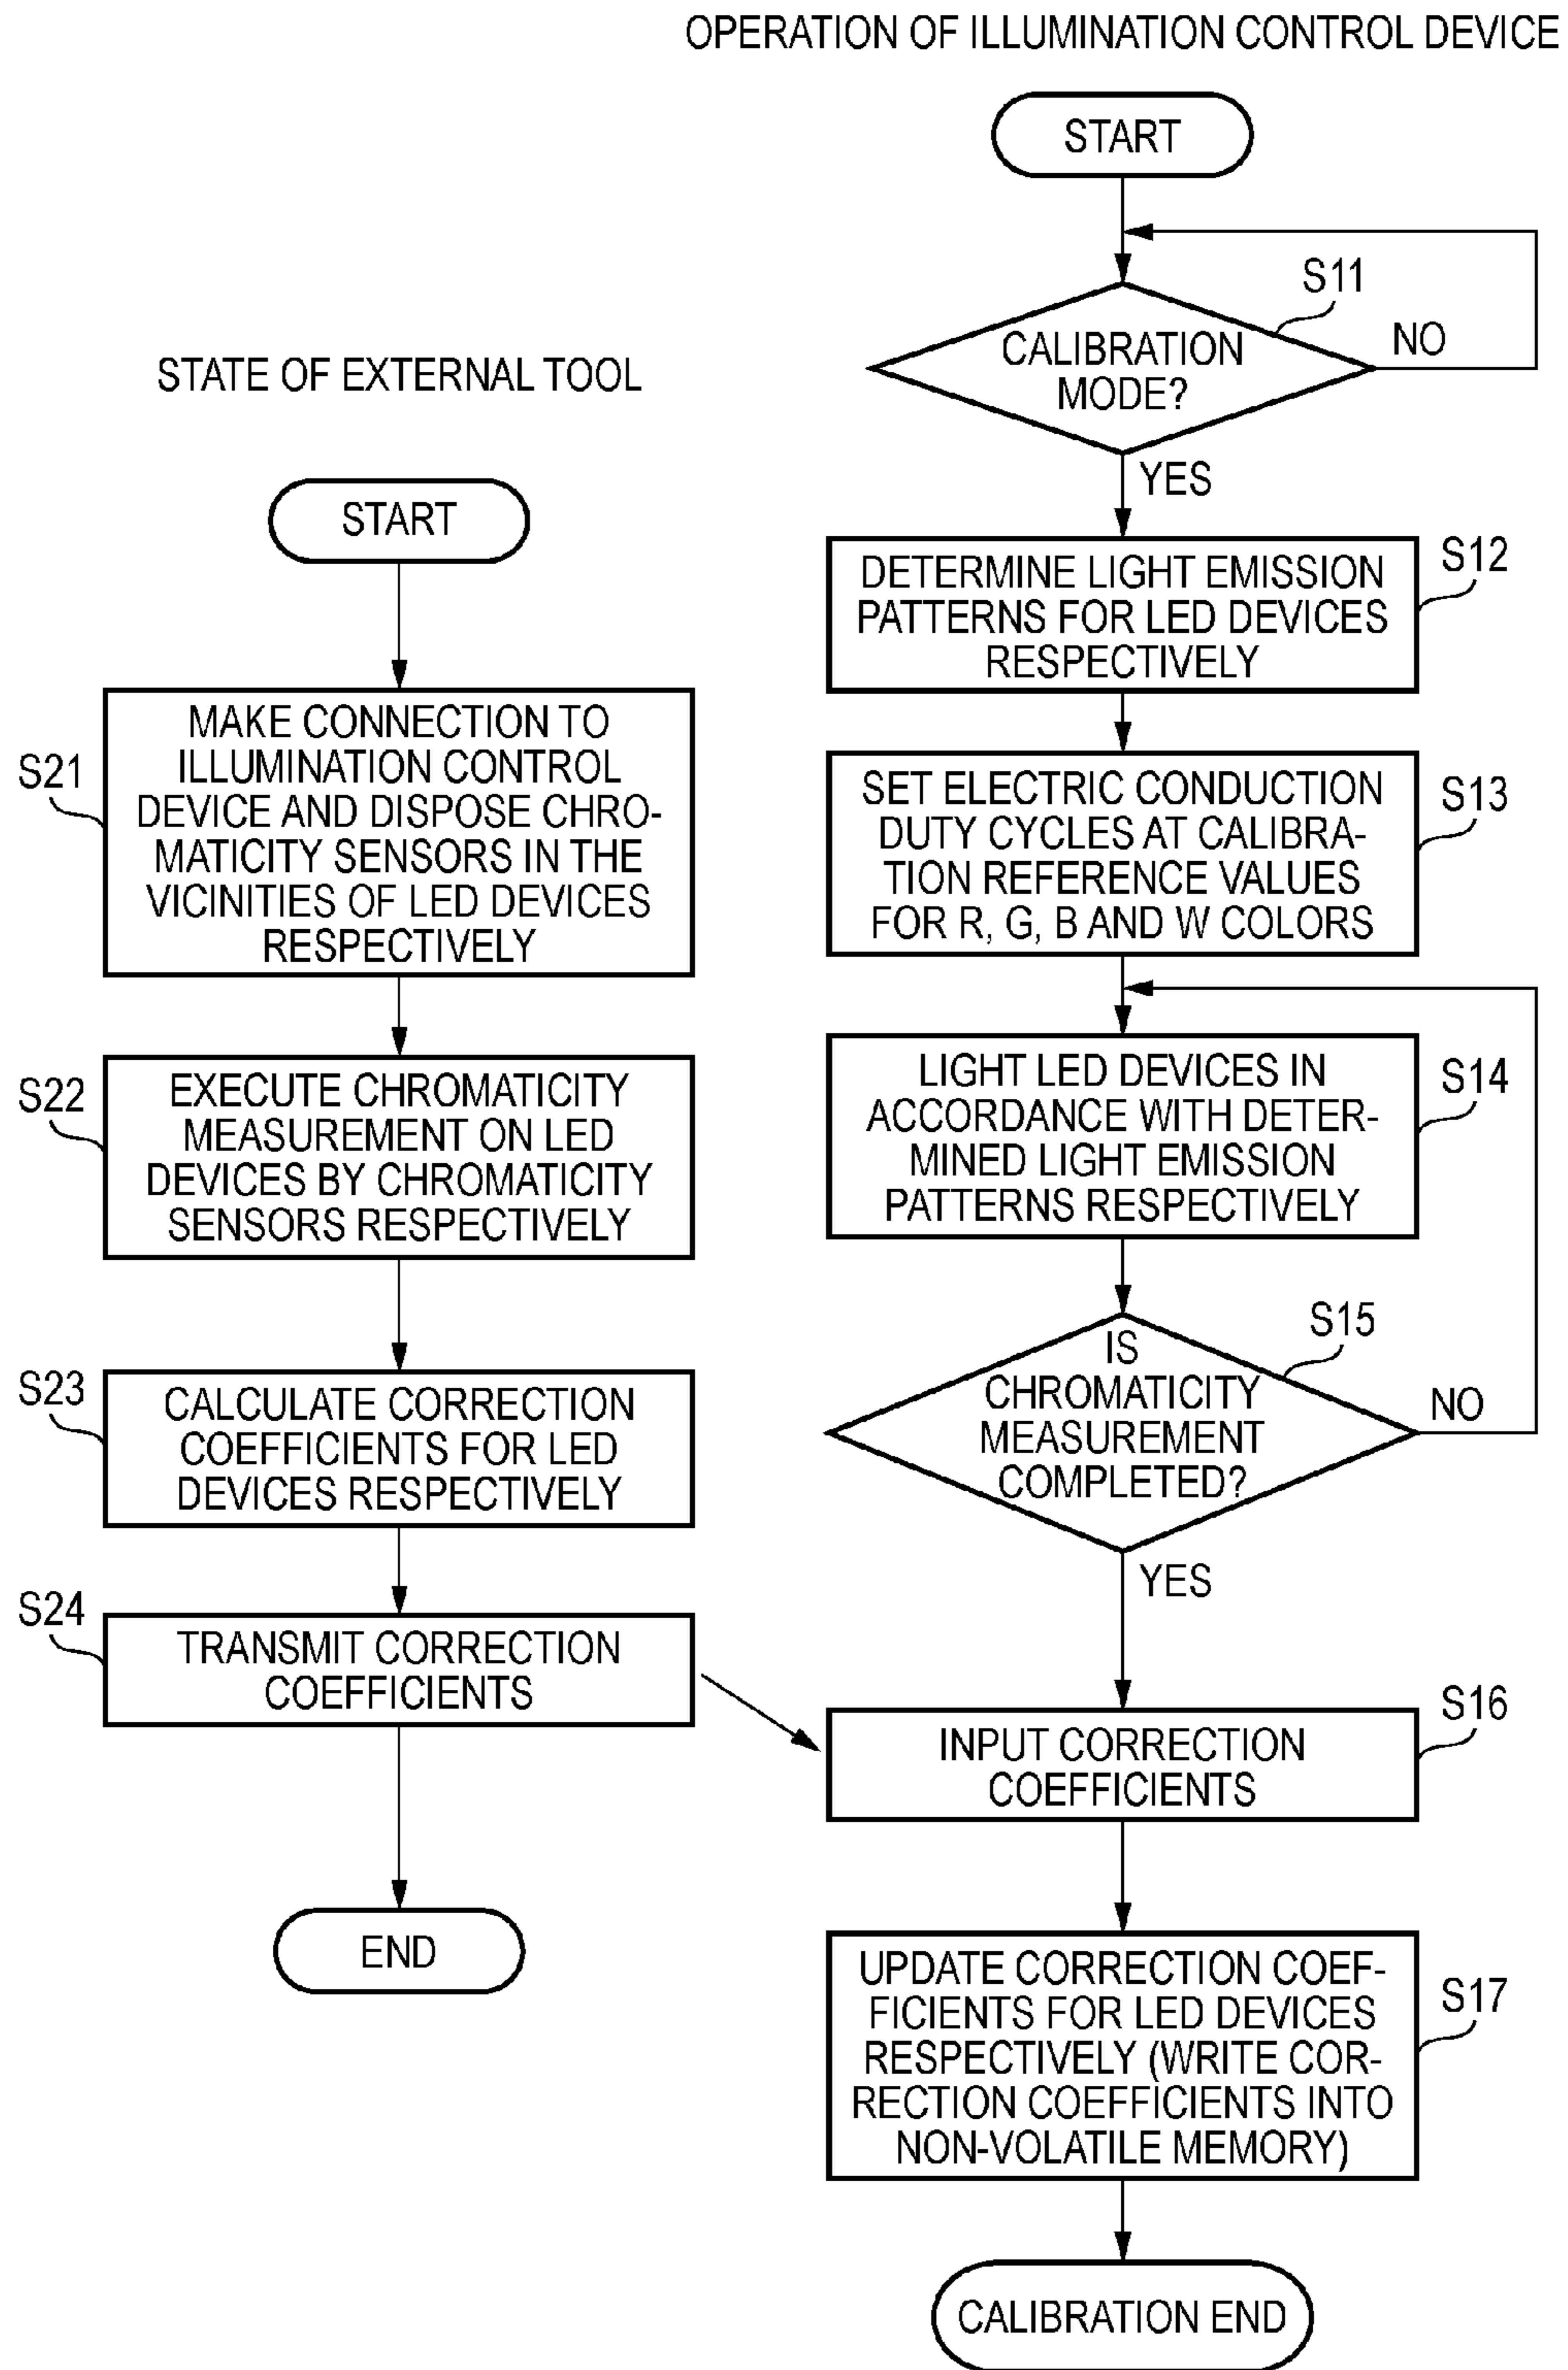 OPERATION OF ILLUMINATION CONTROL DEVICE
START
S11
CALIBRATION
MODE?
NO
YES
S12
DETERMINE LIGHT EMISSION
PATTERNS FOR LED DEVICES
RESPECTIVELY
S13
SET ELECTRIC CONDUCTION
DUTY CYCLES AT CALIBRA-
TION REFERENCE VALUES
FOR R, G, B AND W COLORS
S14
LIGHT LED DEVICES IN
ACCORDANCE WITH DETER-
MINED LIGHT EMISSION
PATTERNS RESPECTIVELY
S15
IS
CHROMATICITY
MEASUREMENT
COMPLETED?
NO
YES
S16
INPUT CORRECTION
COEFFICIENTS
S17
UPDATE CORRECTION COEF-
FICIENTS FOR LED DEVICES
RESPECTIVELY (WRITE COR-
RECTION COEFFICIENTS INTO
NON-VOLATILE MEMORY)
CALIBRATION END
STATE OF EXTERNAL TOOL
START
S21
MAKE CONNECTION TO
ILLUMINATION CONTROL
DEVICE AND DISPOSE CHRO-
MATICITY SENSORS IN THE
VICINITIES OF LED DEVICES
RESPECTIVELY
S22
EXECUTE CHROMATICITY
MEASUREMENT ON LED
DEVICES BY CHROMATICITY
SENSORS RESPECTIVELY
S23
CALCULATE CORRECTION
COEFFICIENTS FOR LED
DEVICES RESPECTIVELY
S24
TRANSMIT CORRECTION
COEFFICIENTS
END